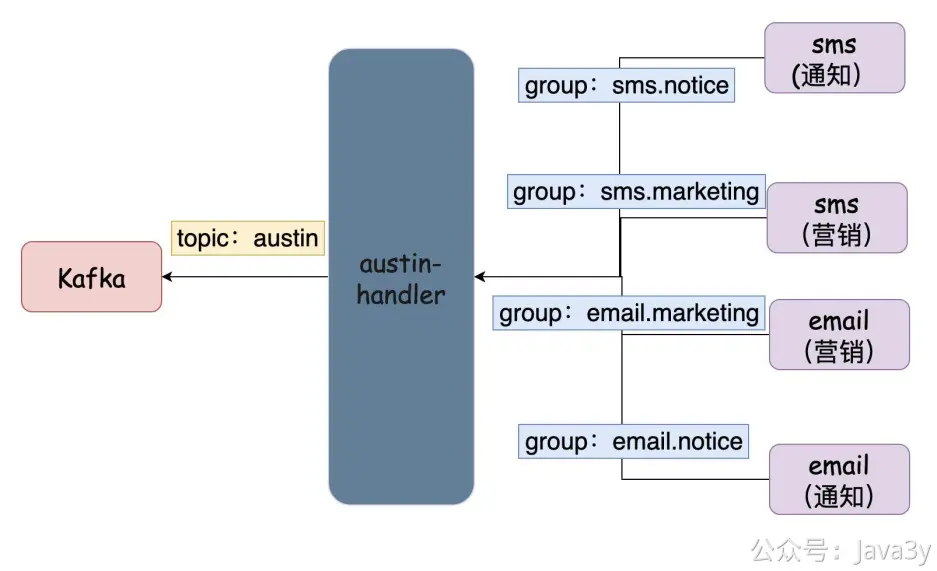 sms
(通知）
group：sms.notice
group：sms.marketing
sms
（营销）
topic：austin
Kafka
austin-
handler
group：email.marketing
email
（营销）
group：email.notice
email
（通知）
公众号：Java3y